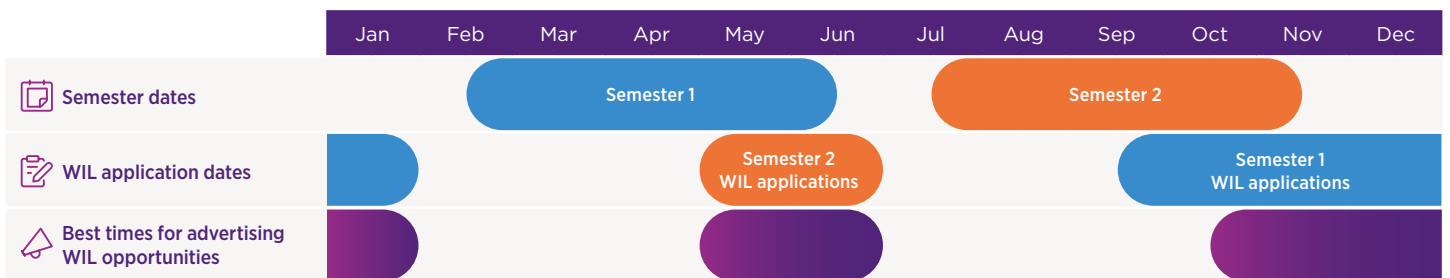 Jan Feb Mar Apr May Jun Jul Aug Sep Oct Nov Dec
Semester dates
Semester 1
Semester 2
WIL application dates
Semester 2
WIL applications
Semester 1
WIL applications
Best times for advertising
WIL opportunities